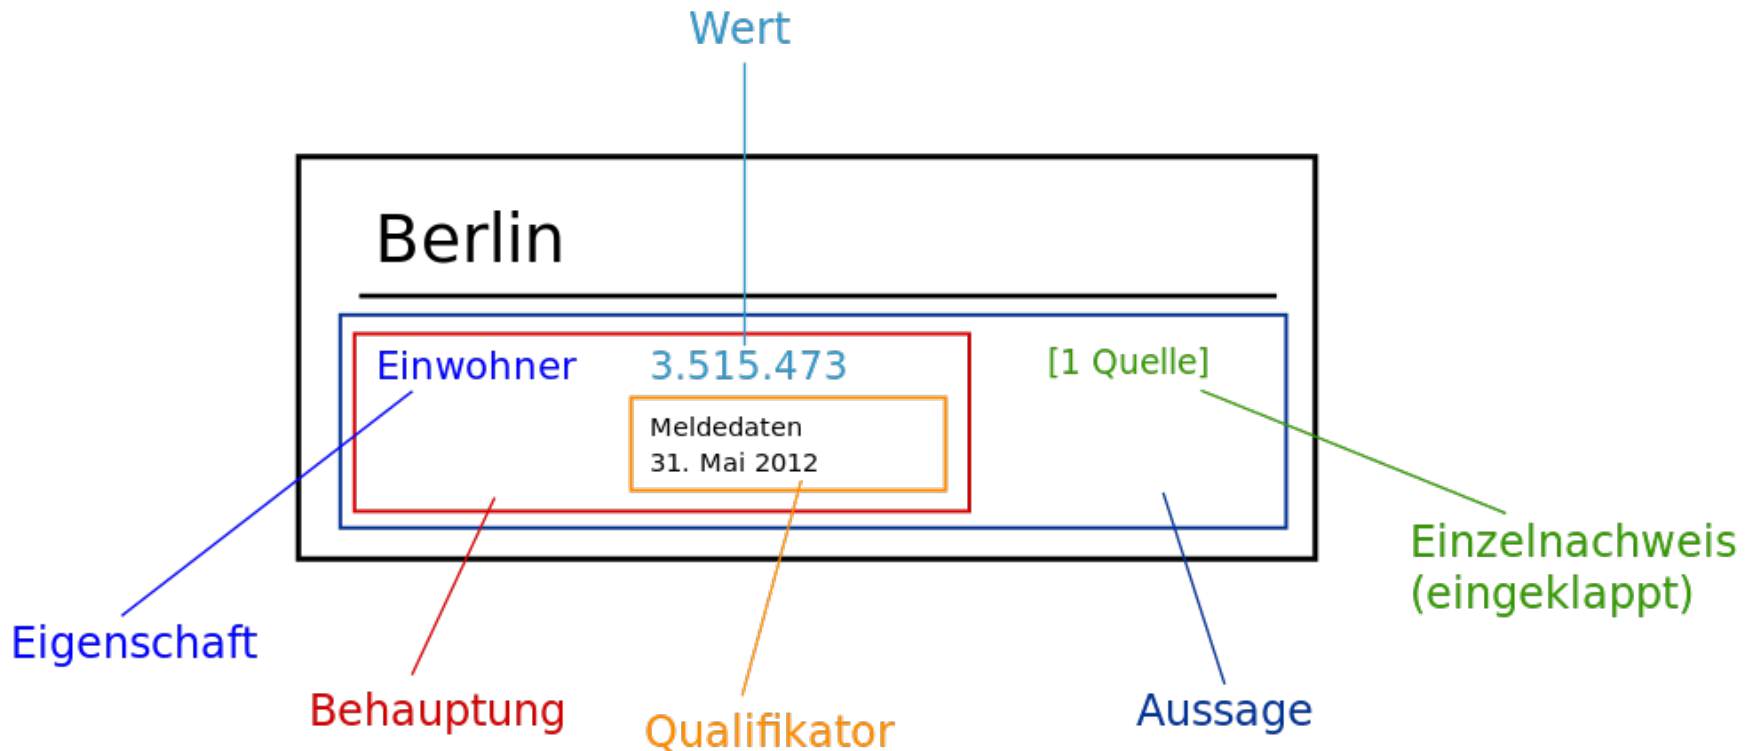 Wert
Berlin
Einwohner 3.515.473 [1 Quelle]
Meldedaten
31. Mai 2012
Einzelnachweis
(eingeklappt)
Eigenschaft
Behauptung
Qualifikator
Aussage